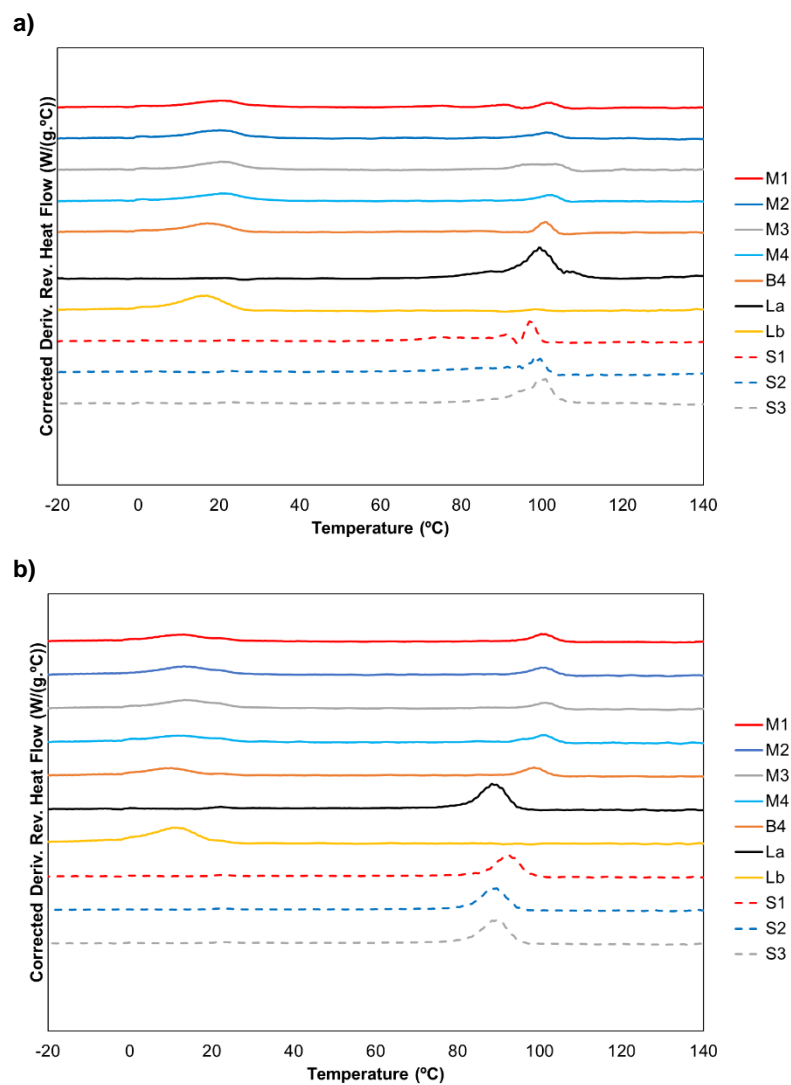 a)
Corrected Deriv. Rev. Heat Flow (W/(g.ºC))
M1
M2
M3
M4
B4
La
Lb
S1
S2
S3
-20 0 20 40 60 80 100 120 140
Temperature (ºC)
b)
Corrected Deriv. Rev. Heat Flow (W/(g.ºC))
M1
M2
M3
M4
B4
La
Lb
S1
S2
S3
-20 0 20 40 60 80 100 120 140
Temperature (ºC)